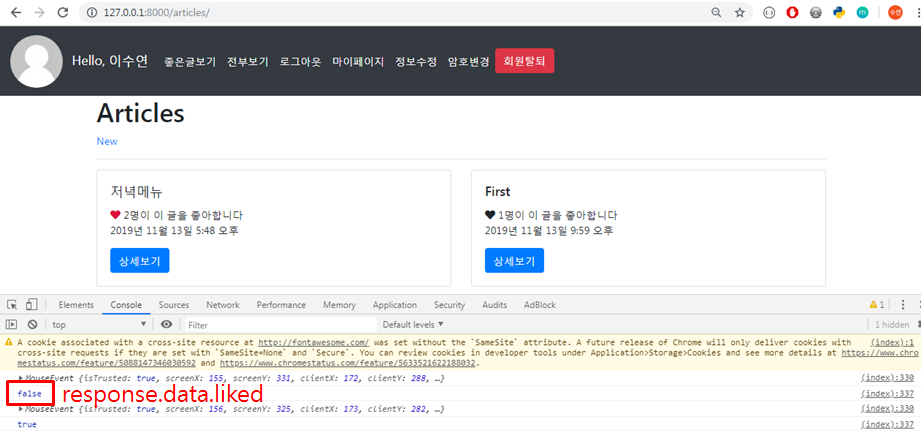 127.0.0.1:8000/articles/
수연
Hello, 이수연 좋은글보기 전부보기 로그아웃 마이페이지 정보수정 암호변경 회원탈퇴
Articles
New
저녁메뉴
2명이 이 글을 좋아합니다
2019년 11월 13일 5:48 오후
상세보기
First
1명이 이 글을 좋아합니다
2019년 11월 13일 9:59 오후
상세보기
Elements Console Sources Network Performance Memory Application Security Audits AdBlock 1
top Filter Default levels 1 hidden
A cookie associated with a cross-site resource at http://fontawesome.com/ was set without the `SameSite` attribute. A future release of Chrome will only deliver cookies with (index):1
cross-site requests if they are set with `SameSite=None` and `Secure`. You can review cookies in developer tools under Application>Storage>Cookies and see more details at https://www.chro
mestatus.com/feature/5088147346030592 and https://www.chromestatus.com/feature/5633521622188032.
MouseEvent {isTrusted: true, screenX: 155, screenY: 331, clientX: 172, clientY: 288, …} (index):330
false response.data.liked (index):337
MouseEvent {isTrusted: true, screenX: 156, screenY: 325, clientX: 173, clientY: 282, …} (index):330
true (index):337